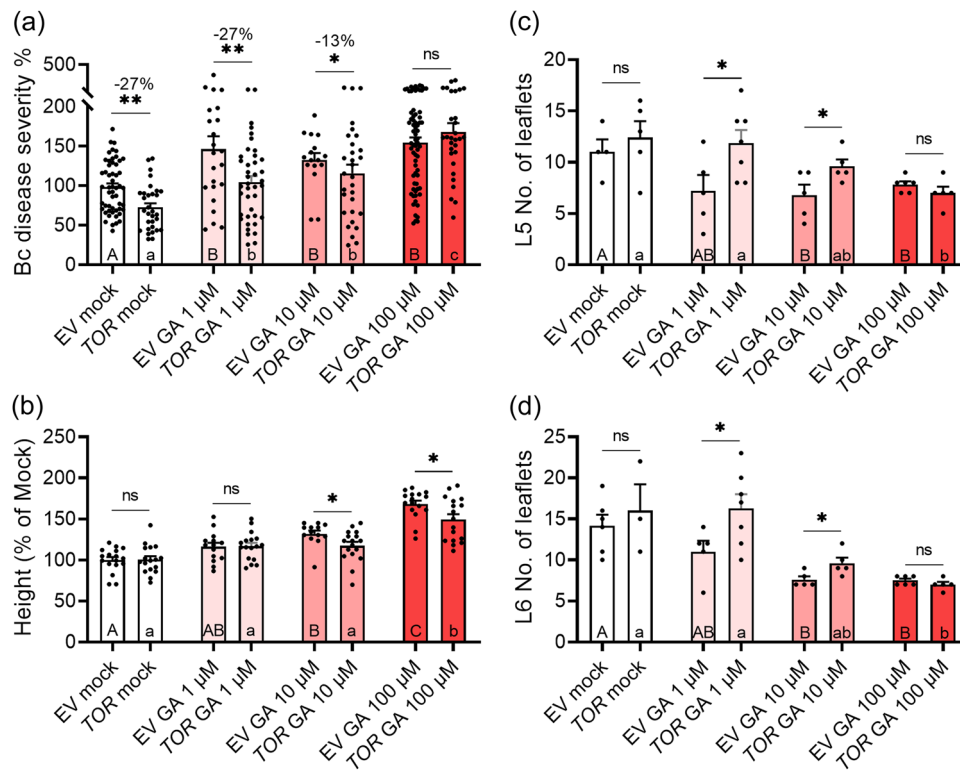 (a)
Bc disease severity %
500
200
150
100
50
0
-27%
**
-27%
**
-13%
*
ns
A a B b B b B c
EV mock
TOR mock
EV GA 1 µM
TOR GA 1 µM
EV GA 10 µM
TOR GA 10 µM
EV GA 100 µM
TOR GA 100 µM
(c)
L5 No. of leaflets
20
15
10
5
0
ns
*
*
ns
A a AB a B ab B b
EV mock
TOR mock
EV GA 1 µM
TOR GA 1 µM
EV GA 10 µM
TOR GA 10 µM
EV GA 100 µM
TOR GA 100 µM
(b)
Height (% of Mock)
250
200
150
100
50
0
ns
ns
*
*
A a AB a B a C b
EV mock
TOR mock
EV GA 1 µM
TOR GA 1 µM
EV GA 10 µM
TOR GA 10 µM
EV GA 100 µM
TOR GA 100 µM
(d)
L6 No. of leaflets
25
20
15
10
5
0
ns
*
*
ns
A a AB a B ab B b
EV mock
TOR mock
EV GA 1 µM
TOR GA 1 µM
EV GA 10 µM
TOR GA 10 µM
EV GA 100 µM
TOR GA 100 µM